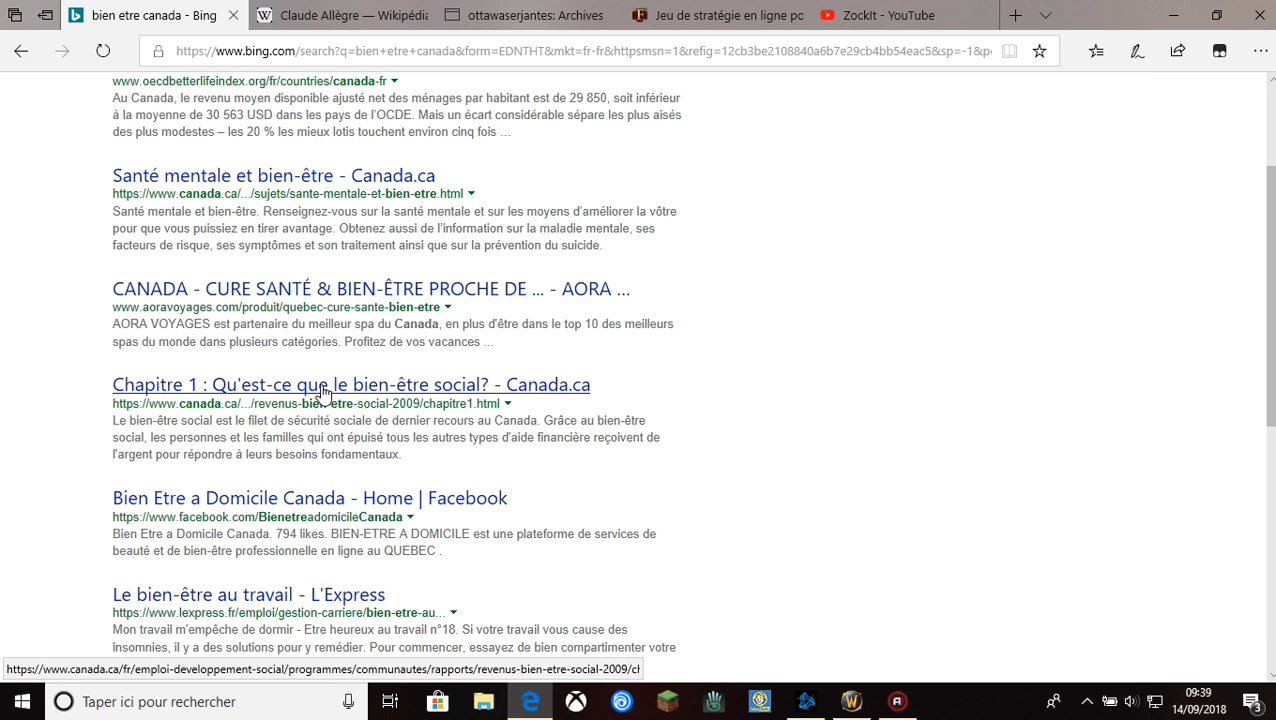 bien etre canada - Bing
Claude Allègre — Wikipédia
ottawaserjantes: Archives
Jeu de stratégie en ligne po
ZockIt - YouTube
https://www.bing.com/search?q=bien+etre+canada&form=EDNTHT&mkt=fr-fr&httpsmsn=1&refig=12cb3be2108840a6b7e29cb4bb54eac5&sp=-1&p
www.oecdbetterlifeindex.org/fr/countries/canada-fr
Au Canada, le revenu moyen disponible ajusté net des ménages par habitant est de 29 850, soit inférieur
à la moyenne de 30 563 USD dans les pays de l'OCDE. Mais un écart considérable sépare les plus aisés
des plus modestes – les 20 % les mieux lotis touchent environ cinq fois ...
Santé mentale et bien-être - Canada.ca
https://www.canada.ca/.../sujets/sante-mentale-et-bien-etre.html
Santé mentale et bien-être. Renseignez-vous sur la santé mentale et sur les moyens d'améliorer la vôtre
pour que vous puissiez en tirer avantage. Obtenez aussi de l'information sur la maladie mentale, ses
facteurs de risque, ses symptômes et son traitement ainsi que sur la prévention du suicide.
CANADA - CURE SANTÉ & BIEN-ÊTRE PROCHE DE ... - AORA ...
www.aoravoyages.com/produit/quebec-cure-sante-bien-etre
AORA VOYAGES est partenaire du meilleur spa du Canada, en plus d'être dans le top 10 des meilleurs
spas du monde dans plusieurs catégories. Profitez de vos vacances ...
Chapitre 1 : Qu'est-ce que le bien-être social? - Canada.ca
https://www.canada.ca/.../revenus-bien-etre-social-2009/chapitre1.html
Le bien-être social est le filet de sécurité sociale de dernier recours au Canada. Grâce au bien-être
social, les personnes et les familles qui ont épuisé tous les autres types d'aide financière reçoivent de
l'argent pour répondre à leurs besoins fondamentaux.
Bien Etre a Domicile Canada - Home | Facebook
https://www.facebook.com/BienetreadomicileCanada
Bien Etre a Domicile Canada. 794 likes. BIEN-ETRE A DOMICILE est une plateforme de services de
beauté et de bien-être professionnelle en ligne au QUEBEC .
Le bien-être au travail - L'Express
https://www.lexpress.fr/emploi/gestion-carriere/bien-etre-au...
Mon travail m'empêche de dormir - Etre heureux au travail n°18. Si votre travail vous cause des
insomnies, il y a des solutions pour y remédier. Pour commencer, essayez de bien compartimenter votre
https://www.canada.ca/fr/emploi-developpement-social/programmes/communautes/rapports/revenus-bien-etre-social-2009/cl
Taper ici pour rechercher
09:39
14/09/2018
3